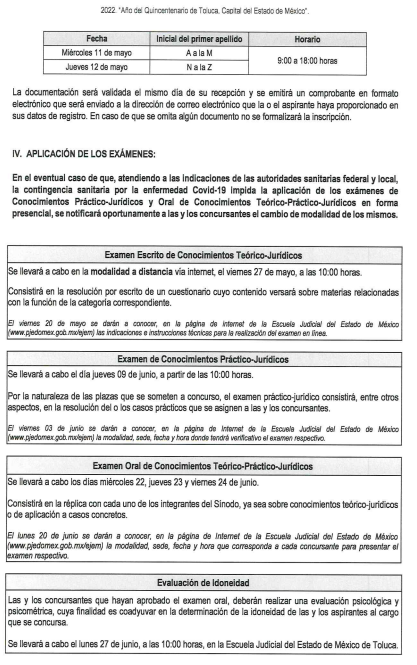 2022. "Año del Quincentenario de Toluca, Capital del Estado de México".
Fecha Inicial del primer apellido Horario
Miércoles 11 de mayo A a la M 9:00 a 18:00 horas
Jueves 12 de mayo N a la Z
La documentación será validada el mismo día de su recepción y se emitirá un comprobante en formato
electrónico que será enviado a la dirección de correo electrónico que la o el aspirante haya proporcionado en
sus datos de registro. En caso de que se omita algún documento no se formalizará la inscripción.
IV. APLICACIÓN DE LOS EXÁMENES:
En el eventual caso de que, atendiendo a las indicaciones de las autoridades sanitarias federal y local,
la contingencia sanitaria por la enfermedad Covid-19 impida la aplicación de los exámenes de
Conocimientos Práctico-Jurídicos y Oral de Conocimientos Teórico-Práctico-Jurídicos en forma
presencial, se notificará oportunamente a las y los concursantes el cambio de modalidad de los mismos.
Examen Escrito de Conocimientos Teórico-Jurídicos
Se llevará a cabo en la modalidad a distancia vía internet, el viernes 27 de mayo, a las 10:00 horas.
Consistirá en la resolución por escrito de un cuestionario cuyo contenido versará sobre materias relacionadas
con la función de la categoría correspondiente.
El viernes 20 de mayo se darán a conocer, en la página de internet de la Escuela Judicial del Estado de México
(www.pjedomex.gob.mx/ejem) las indicaciones e instrucciones técnicas para la realización del examen en línea.
Examen de Conocimientos Práctico-Jurídicos
Se llevará a cabo el día jueves 09 de junio, a partir de las 10:00 horas.
Por la naturaleza de las plazas que se someten a concurso, el examen práctico-jurídico consistirá, entre otros
aspectos, en la resolución del o los casos prácticos que se asignen a las y los concursantes.
El viernes 03 de junio se darán a conocer, en la página de internet de la Escuela Judicial del Estado de México
(www.pjedomex.gob.mx/ejem) la modalidad, sede, fecha y hora donde tendrá verificativo el examen respectivo.
Examen Oral de Conocimientos Teórico-Práctico-Jurídicos
Se llevará a cabo los días miércoles 22, jueves 23 y viernes 24 de junio.
Consistirá en la réplica con cada uno de los integrantes del Sínodo, ya sea sobre conocimientos teórico-jurídicos
o de aplicación a casos concretos.
El lunes 20 de junio se darán a conocer, en la página de Internet de la Escuela Judicial del Estado de México
(www.pjedomex.gob.mx/ejem) la modalidad, sede, fecha y hora que corresponda a cada concursante para presentar el
examen respectivo.
Evaluación de Idoneidad
Las y los concursantes que hayan aprobado el examen oral, deberán realizar una evaluación psicológica y
psicométrica, cuya finalidad es coadyuvar en la determinación de la idoneidad de las y los aspirantes al cargo
que se concursa.
Se llevará a cabo el lunes 27 de junio, a las 10:00 horas, en la Escuela Judicial del Estado de México de Toluca.